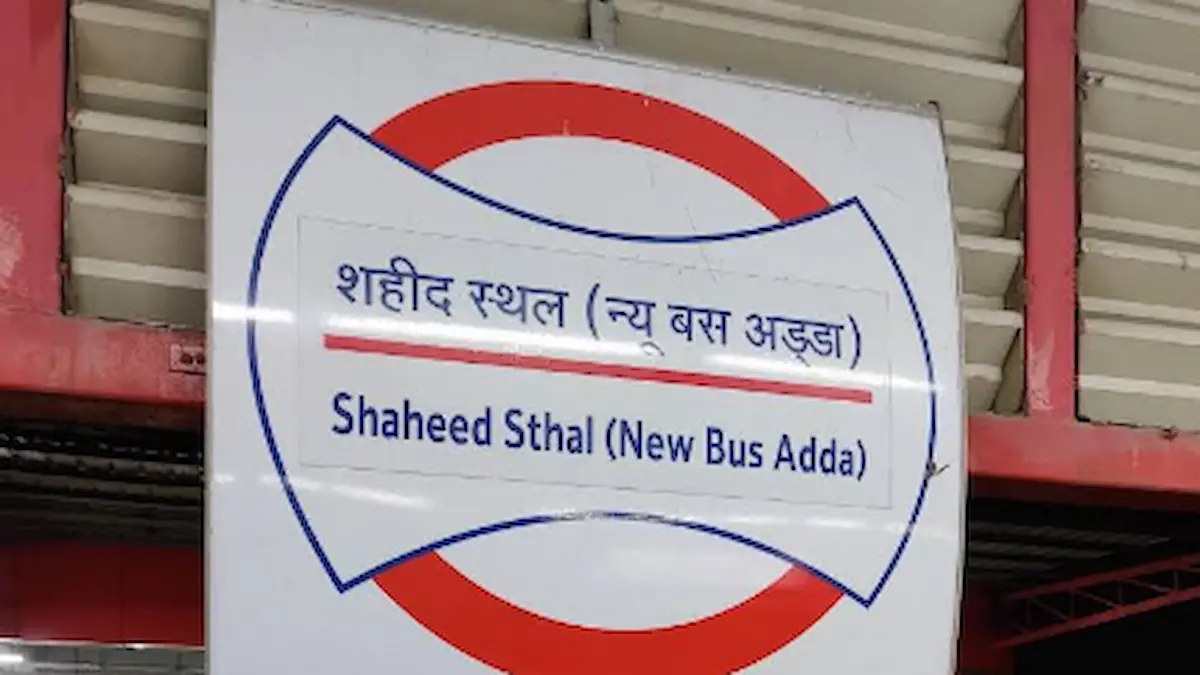 शहीद स्थल (न्यू बस अड्डा)
Shaheed Sthal (New Bus Adda)